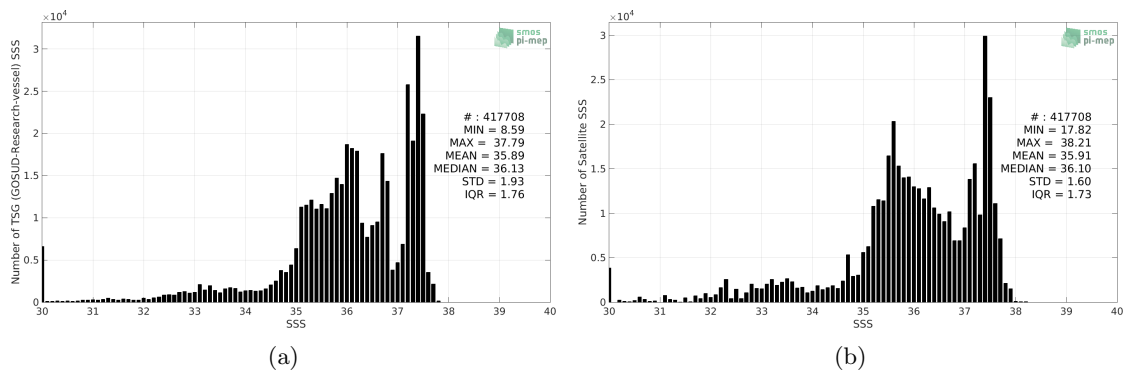 ×10⁴
3
2.5
2
1.5
1
0.5
0
30 31 32 33 34 35 36 37 38 39 40
SSS
Number of TSG (GOSUD-Research-vessel) SSS
smos
pi-mep
# : 417708
MIN = 8.59
MAX = 37.79
MEAN = 35.89
MEDIAN = 36.13
STD = 1.93
IQR = 1.76
(a)
×10⁴
3
2.5
2
1.5
1
0.5
0
30 31 32 33 34 35 36 37 38 39 40
SSS
Number of Satellite SSS
smos
pi-mep
# : 417708
MIN = 17.82
MAX = 38.21
MEAN = 35.91
MEDIAN = 36.10
STD = 1.60
IQR = 1.73
(b)